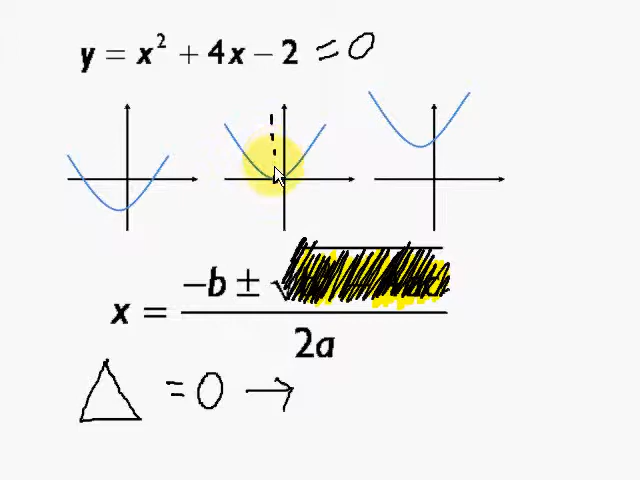 y = x² + 4x − 2 = 0
x = −b ± √ / 2a
△ = 0 →